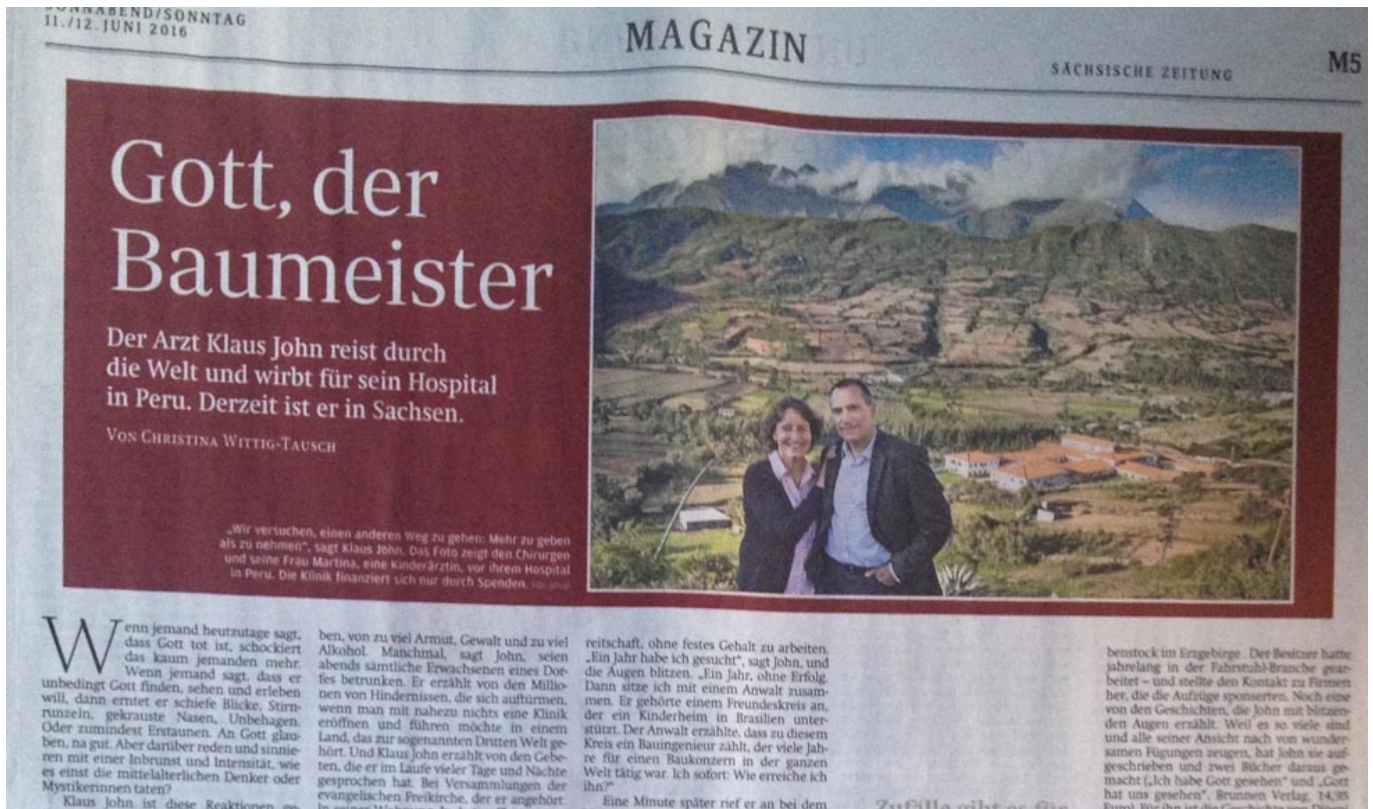 SONNABEND/SONNTAG
11./12. JUNI 2016
MAGAZIN
SÄCHSISCHE ZEITUNG
M5
Gott, der
Baumeister
Der Arzt Klaus John reist durch
die Welt und wirbt für sein Hospital
in Peru. Derzeit ist er in Sachsen.
VON CHRISTINA WITTIG-TAUSCH
„Wir versuchen, einen anderen Weg zu gehen: Mehr zu geben
als zu nehmen“, sagt Klaus John. Das Foto zeigt den Chirurgen
und seine Frau Martina, eine Kinderärztin, vor ihrem Hospital
in Peru. Die Klinik finanziert sich nur durch Spenden.
Wenn jemand heutzutage sagt,
dass Gott tot ist, schockiert
das kaum jemanden mehr.
Wenn jemand sagt, dass er
unbedingt Gott finden, sehen und erleben
will, dann erntet er schiefe Blicke, Stirn-
runzeln, gekrauste Nasen, Unbehagen.
Oder zumindest Erstaunen. An Gott glau-
ben, na gut. Aber darüber reden und sinnie-
ren mit einer Inbrunst und Intensität, wie
es einst die mittelalterlichen Denker oder
Mystikerinnen taten?
Klaus John ist diese Reaktionen
ben, von zu viel Armut, Gewalt und zu viel
Alkohol. Manchmal, sagt John, seien
abends sämtliche Erwachsenen eines Dor-
fes betrunken. Er erzählt von den Millio-
nen von Hindernissen, die sich auftürmen,
wenn man mit nahezu nichts eine Klinik
eröffnen und führen möchte in einem
Land, das zur sogenannten Dritten Welt ge-
hört. Und Klaus John erzählt von den Gebe-
ten, die er im Laufe vieler Tage und Nächte
gesprochen hat. Bei Versammlungen der
evangelischen Freikirche, der er angehört.
reitschaft, ohne festes Gehalt zu arbeiten.
„Ein Jahr habe ich gesucht“, sagt John, und
die Augen blitzen. „Ein Jahr, ohne Erfolg.
Dann sitze ich mit einem Anwalt zusam-
men. Er gehörte einem Freundeskreis an,
der ein Kinderheim in Brasilien unter-
stützt. Der Anwalt erzählte, dass zu diesem
Kreis ein Bauingenieur zählt, der viele Jah-
re für einen Baukonzern in der ganzen
Welt tätig war. Ich sofort: Wie erreiche ich
ihn?“
Eine Minute später rief er an bei dem
Zufälle gibt es
benstock im Erzgebirge. Der Besitzer hatte
jahrelang in der Fahrstuhl-Branche gear-
beitet – und stellte den Kontakt zu Firmen
her, die die Aufzüge sponserten. Noch eine
von den Geschichten, die John mit blitzen-
den Augen erzählt. Weil es so viele sind
und alle seiner Ansicht nach von wunder-
samen Fügungen zeugen, hat John sie auf-
geschrieben und zwei Bücher daraus ge-
macht („Ich habe Gott gesehen“ und „Gott
hat uns gesehen“, Brunnen Verlag, 14,95